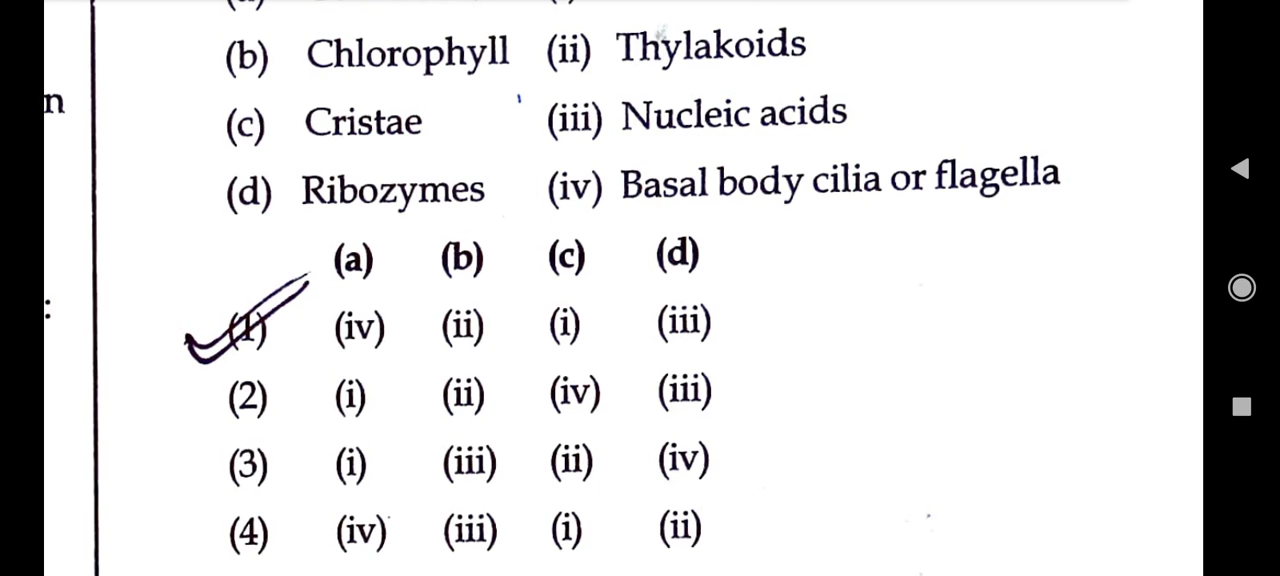 (b) Chlorophyll (ii) Thylakoids
n
(c) Cristae (iii) Nucleic acids
(d) Ribozymes (iv) Basal body cilia or flagella
(a) (b) (c) (d)
:
(1) (iv) (ii) (i) (iii)
(2) (i) (ii) (iv) (iii)
(3) (i) (iii) (ii) (iv)
(4) (iv) (iii) (i) (ii)